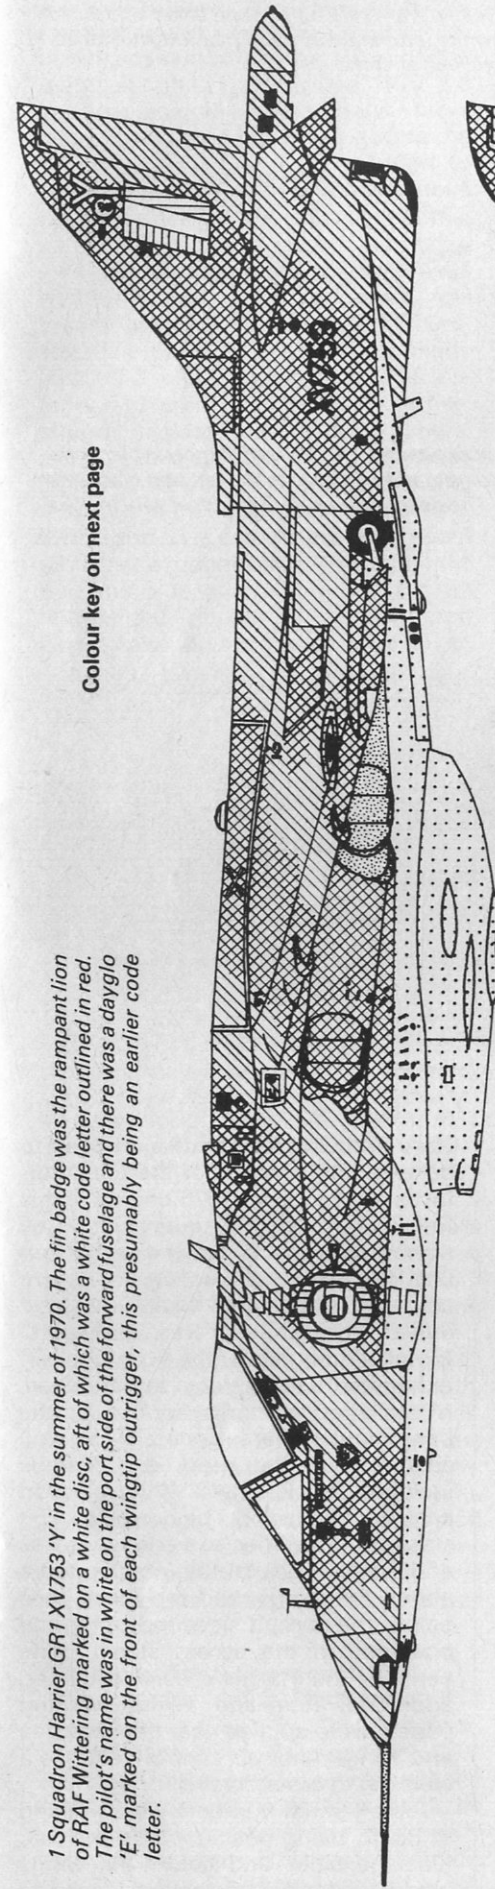 1 Squadron Harrier GR1 XV753 'Y' in the summer of 1970. The fin badge was the rampant lion
of RAF Wittering marked on a white disc, aft of which was a white code letter outlined in red.
The pilot's name was in white on the port side of the forward fuselage and there was a dayglo
'E' marked on the front of each wingtip outrigger, this presumably being an earlier code
letter.
Colour key on next page
XV753
Y